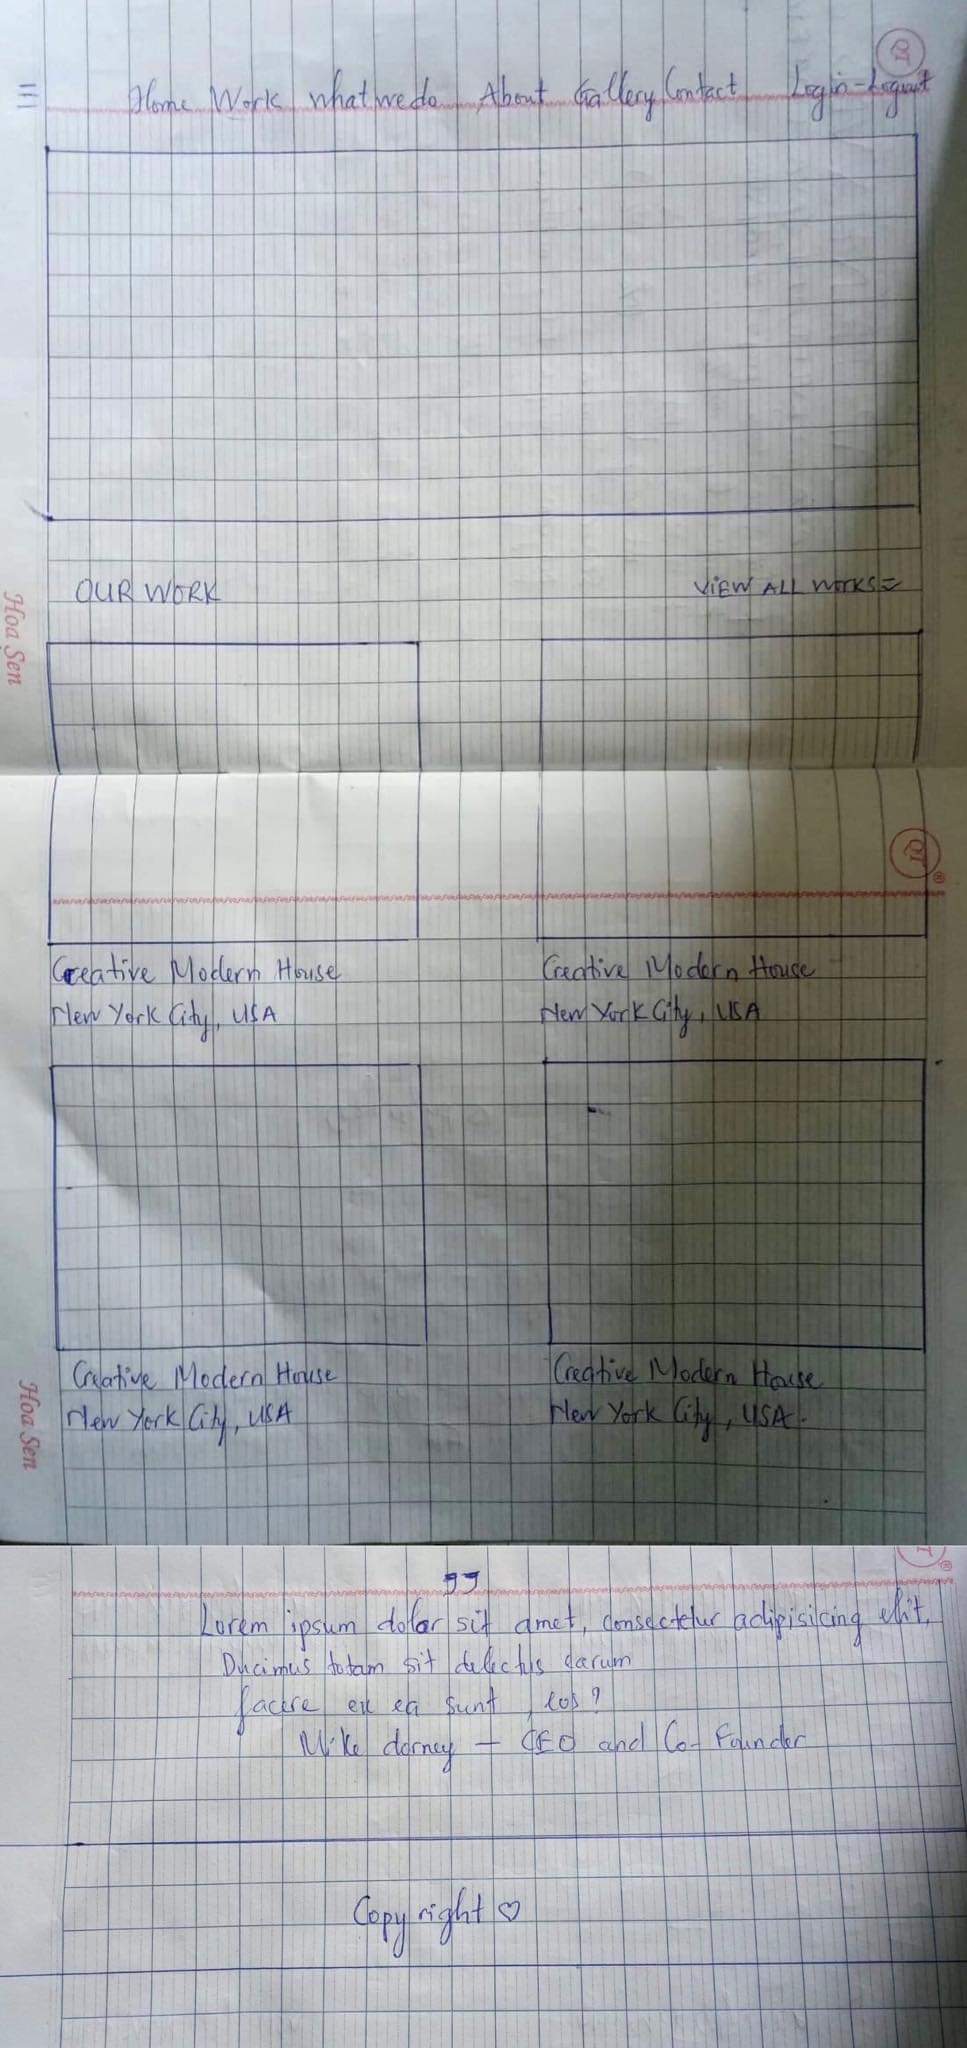 Home Work What we do About Gallery Contact Login-Logout
OUR WORK VIEW ALL WORKS
Hoa Sen
Creative Modern House Creative Modern House
New York City, USA New York City, USA
Creative Modern House Creative Modern House
New York City, USA New York City, USA.
Hoa Sen
"
Lorem ipsum dolor sit amet, consectetur adipisicing elit.
Ducimus totam sit delectus earum
facere ex ea sunt, eos?
Mike dorney - CEO and Co-Founder
Copy right ♡